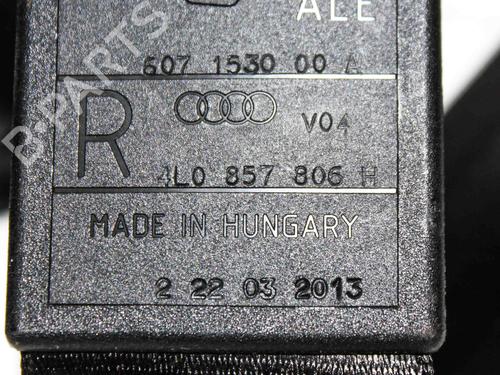 ALE
607 1530 00 A
R V04
4L0 857 806 H
MADE IN HUNGARY
2 22 03 2013
B-PARTS